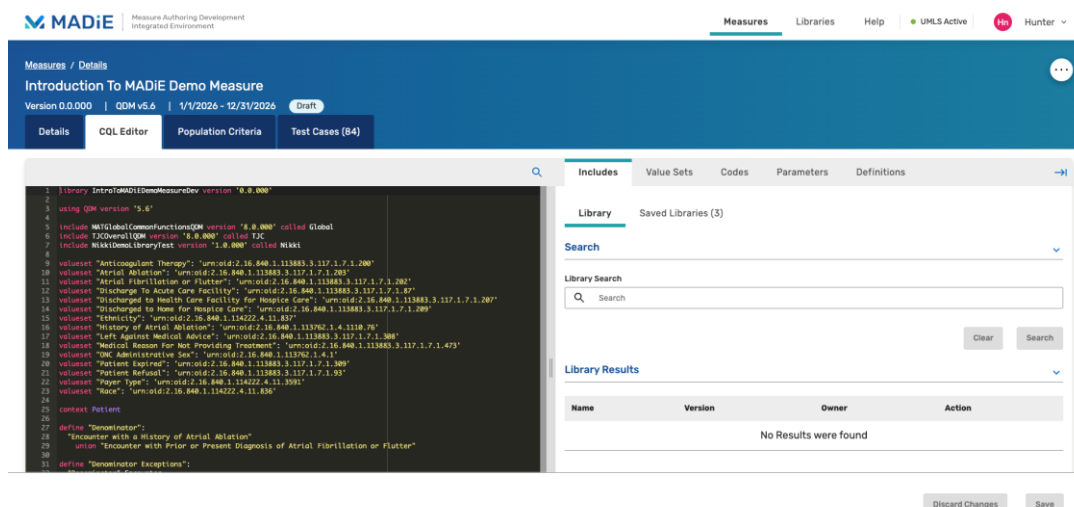 MADiE
Measure Authoring Development
Integrated Environment
Measures Libraries Help UMLS Active Hn Hunter
Measures / Details
Introduction To MADiE Demo Measure
Version 0.0.000 | QDM v5.6 | 1/1/2026 - 12/31/2026 Draft
Details CQL Editor Population Criteria Test Cases (84)
Includes Value Sets Codes Parameters Definitions
1 library IntroToMADiEDemoMeasureDev version '0.0.000'
2
3 using QDM version '5.6'
4
5 include MATGlobalCommonFunctionsQDM version '8.0.000' called Global
6 include TJCOverallQDM version '8.0.000' called TJC
7 include NikkiDemoLibraryTest version '1.0.000' called Nikki
8
9 valueset "Anticoagulant Therapy": 'urn:oid:2.16.840.1.113883.3.117.1.7.1.200'
10 valueset "Atrial Ablation": 'urn:oid:2.16.840.1.113883.3.117.1.7.1.203'
11 valueset "Atrial Fibrillation or Flutter": 'urn:oid:2.16.840.1.113883.3.117.1.7.1.202'
12 valueset "Discharge To Acute Care Facility": 'urn:oid:2.16.840.1.113883.3.117.1.7.1.87'
13 valueset "Discharged to Health Care Facility for Hospice Care": 'urn:oid:2.16.840.1.113883.3.117.1.7.1.207'
14 valueset "Discharged to Home for Hospice Care": 'urn:oid:2.16.840.1.113883.3.117.1.7.1.209'
15 valueset "Ethnicity": 'urn:oid:2.16.840.1.114222.4.11.837'
16 valueset "History of Atrial Ablation": 'urn:oid:2.16.840.1.113762.1.4.1110.76'
17 valueset "Left Against Medical Advice": 'urn:oid:2.16.840.1.113883.3.117.1.7.1.308'
18 valueset "Medical Reason For Not Providing Treatment": 'urn:oid:2.16.840.1.113883.3.117.1.7.1.473'
19 valueset "ONC Administrative Sex": 'urn:oid:2.16.840.1.113762.1.4.1'
20 valueset "Patient Expired": 'urn:oid:2.16.840.1.113883.3.117.1.7.1.309'
21 valueset "Patient Refusal": 'urn:oid:2.16.840.1.113883.3.117.1.7.1.93'
22 valueset "Payer Type": 'urn:oid:2.16.840.1.114222.4.11.3591'
23 valueset "Race": 'urn:oid:2.16.840.1.114222.4.11.836'
24
25 context Patient
26
27 define "Denominator":
28 "Encounter with a History of Atrial Ablation"
29 union "Encounter with Prior or Present Diagnosis of Atrial Fibrillation or Flutter"
30
31 define "Denominator Exceptions":
Library Saved Libraries (3)
Search
Library Search
Search
Clear Search
Library Results
Name Version Owner Action
No Results were found
Discard Changes Save